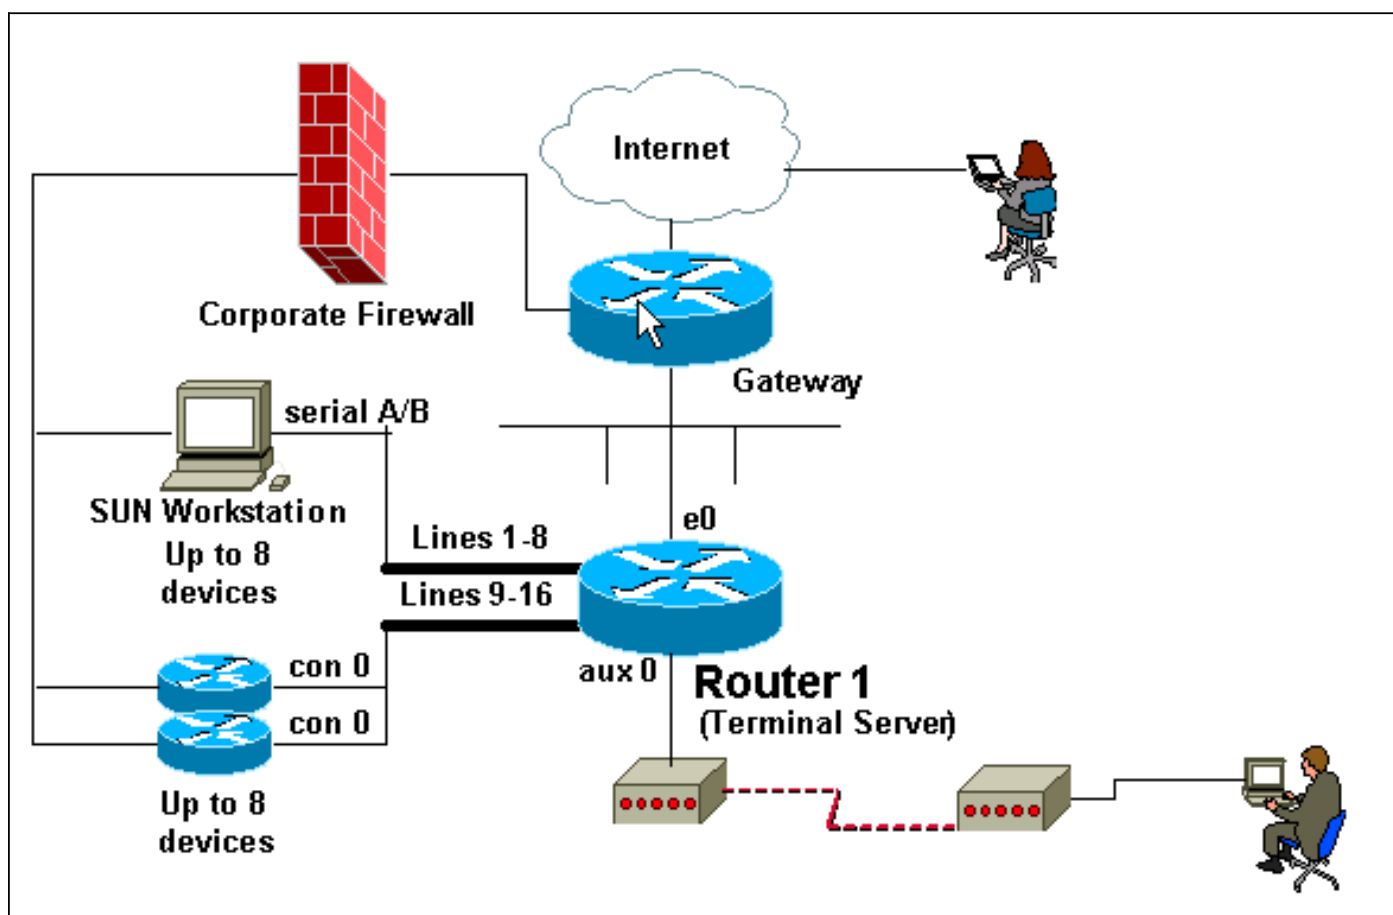 Internet
Corporate Firewall
Gateway
serial A/B
SUN Workstation
Up to 8
devices
e0
Lines 1-8
Lines 9-16
aux 0
Router 1
(Terminal Server)
con 0
con 0
Up to 8
devices